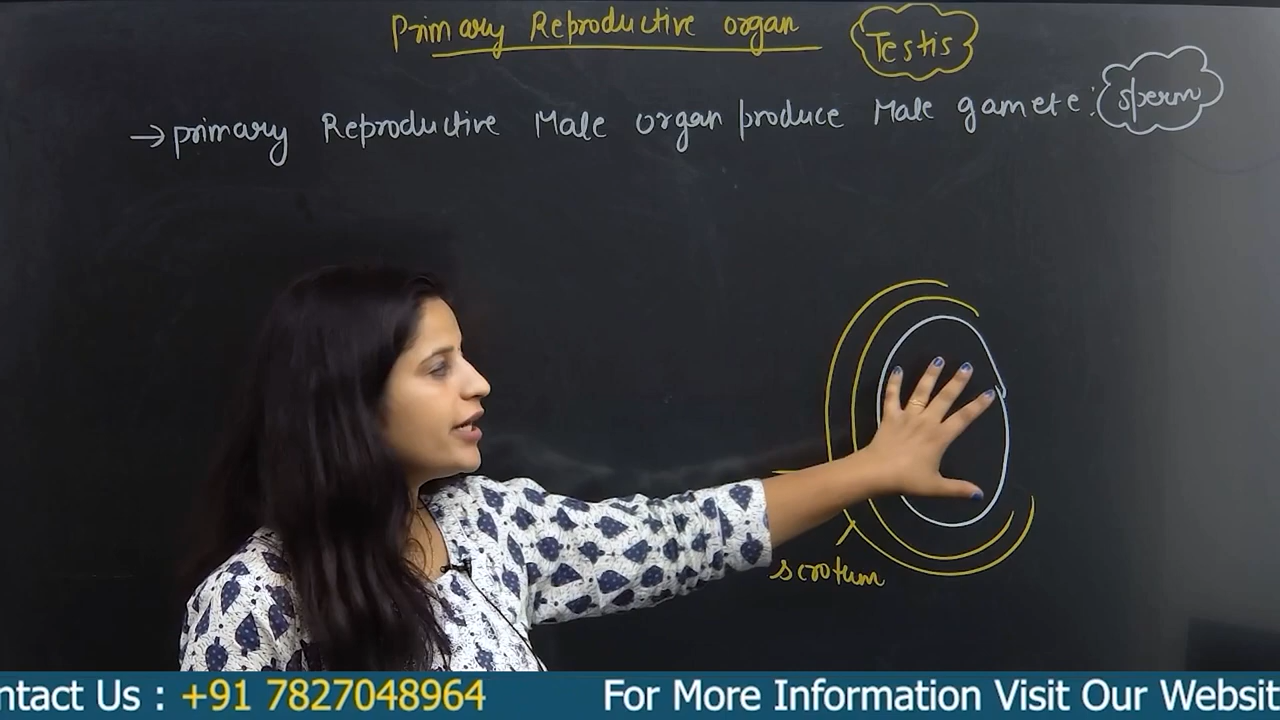 Primary Reproductive organ Testis
→ primary Reproductive Male organ produce Male gamete: sperm
scrotum
ntact Us : +91 7827048964 For More Information Visit Our Websit